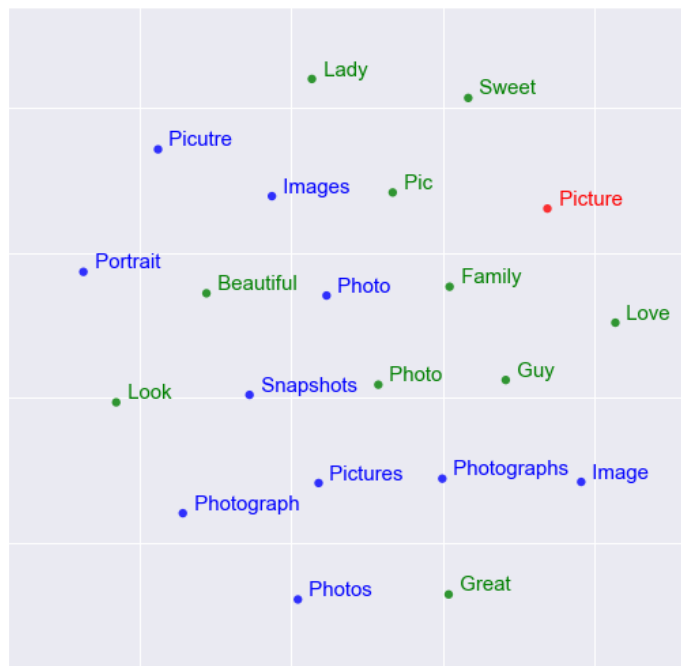 Lady
Sweet
Picutre
Images
Pic
Picture
Portrait
Beautiful
Photo
Family
Love
Look
Snapshots
Photo
Guy
Photograph
Pictures
Photographs
Image
Photos
Great